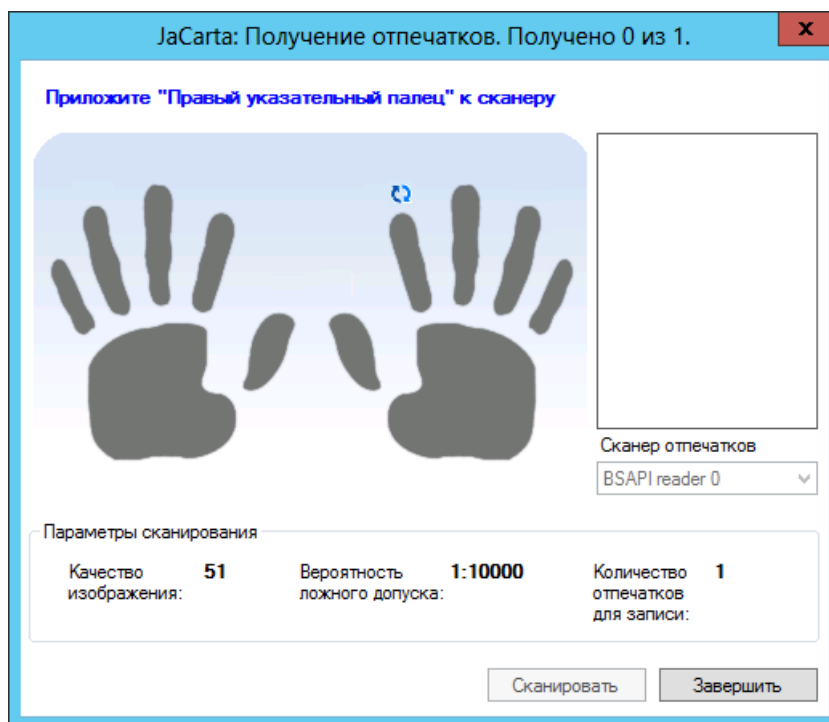 JaCarta: Получение отпечатков. Получено 0 из 1.
x
Приложите "Правый указательный палец" к сканеру
Сканер отпечатков
BSAPI reader 0
Параметры сканирования
Качество изображения: 51
Вероятность ложного допуска: 1:10000
Количество отпечатков для записи: 1
Сканировать
Завершить